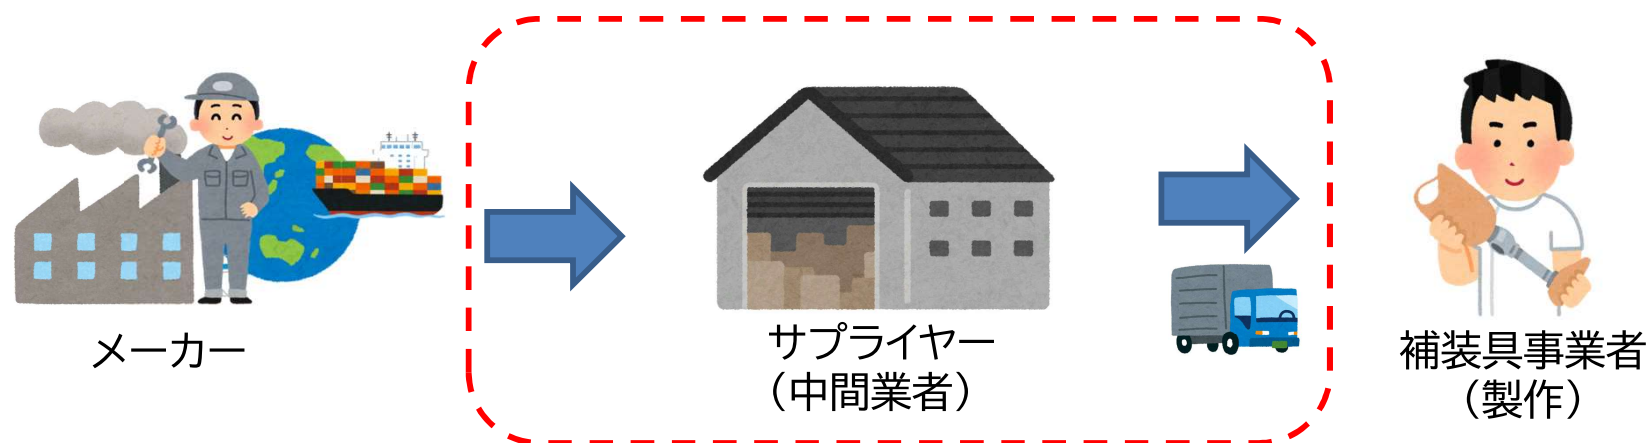 メーカー
サプライヤー
（中間業者）
補装具事業者
（製作）